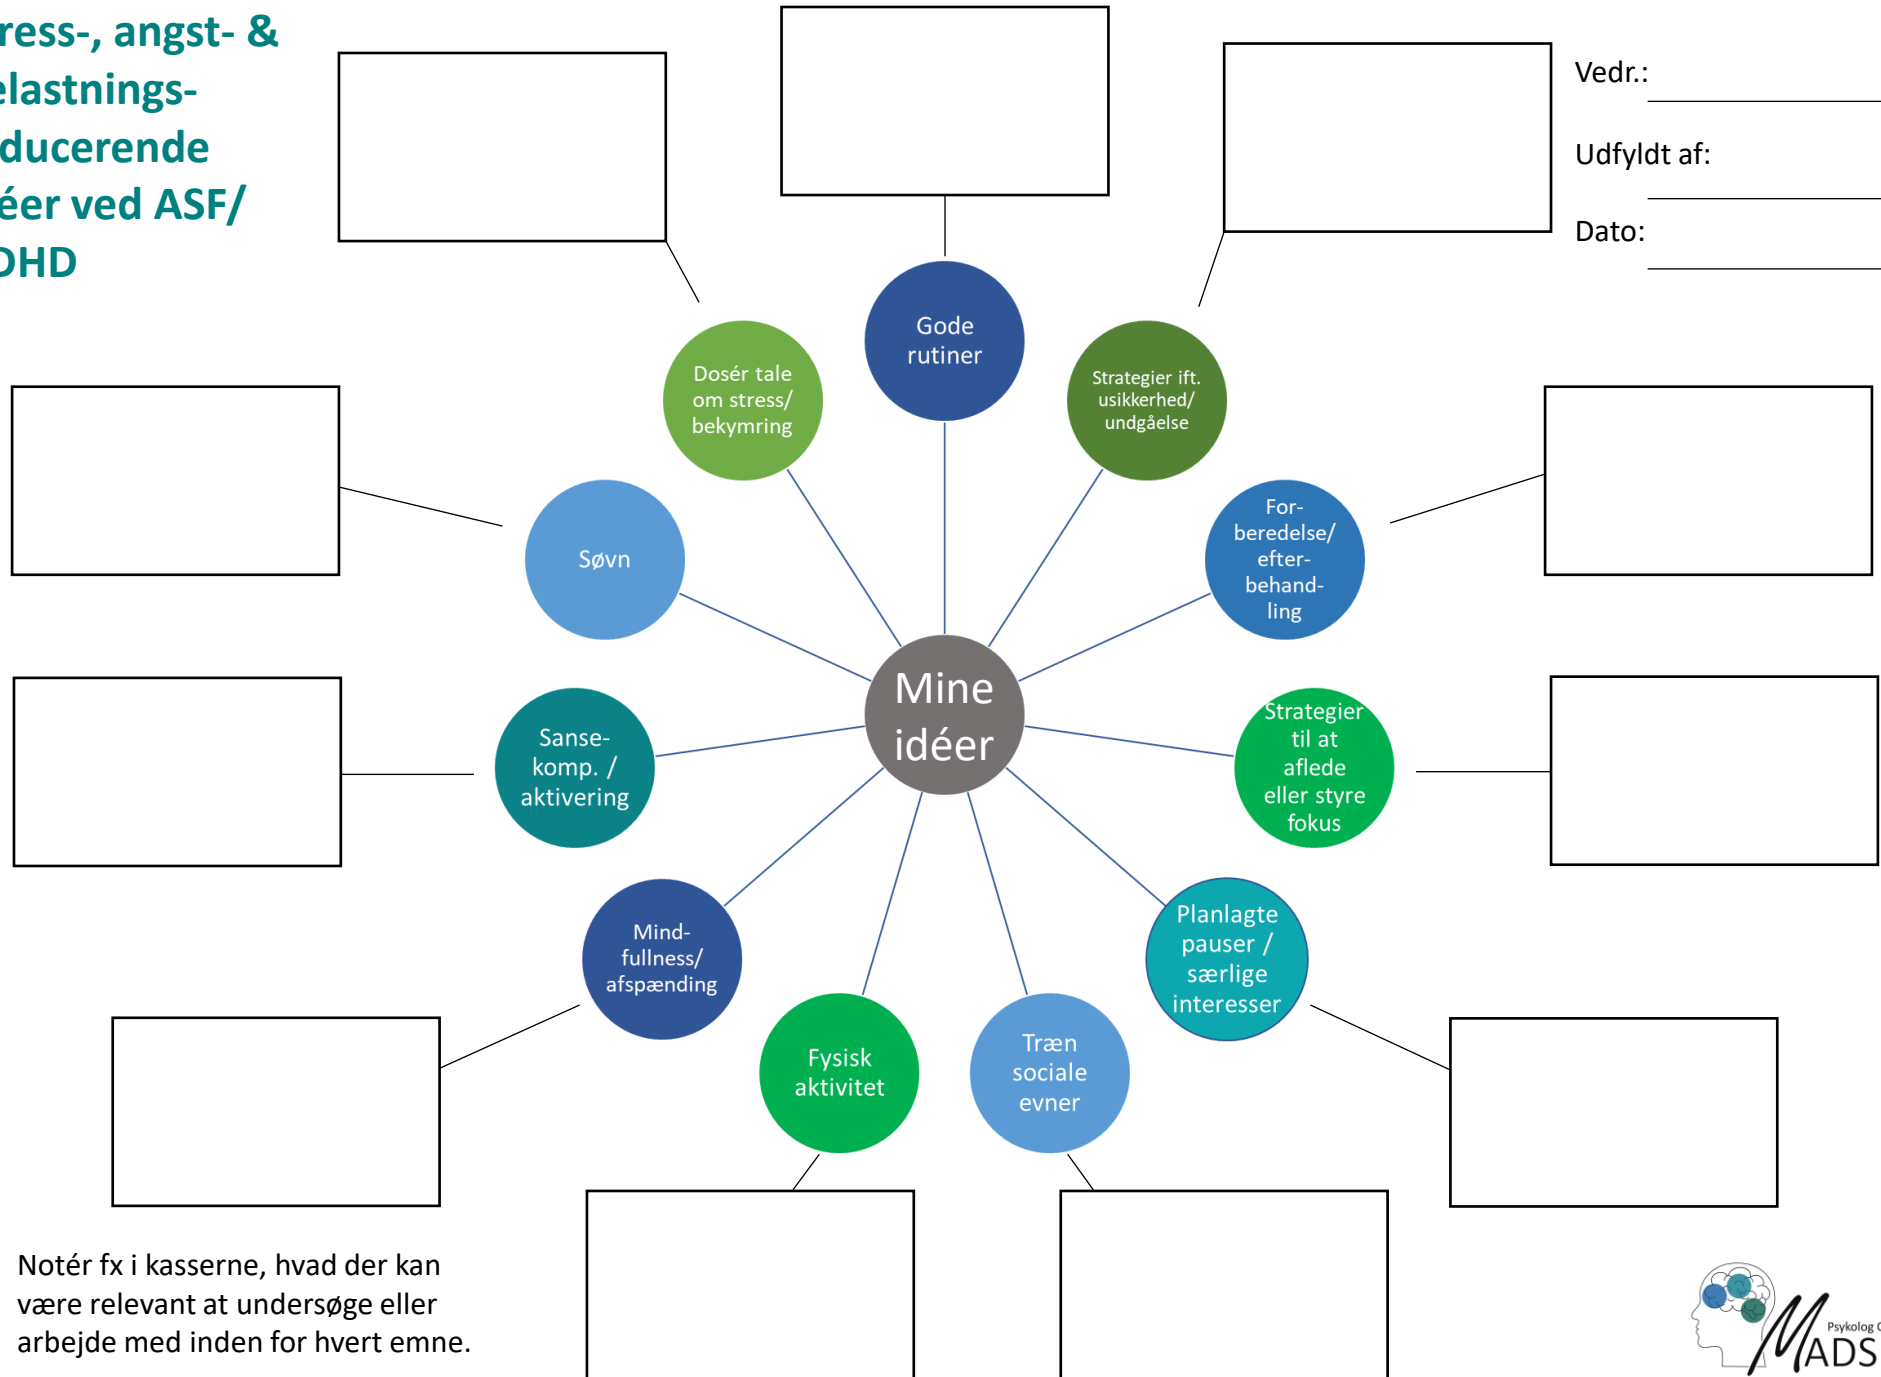 ress-, angst- &
elastnings-
ducerende
éer ved ASF/
DHD
Vedr.:
Udfyldt af:
Dato:
Gode
rutiner
Dosér tale
om stress/
bekymring
Strategier ift.
usikkerhed/
undgåelse
Søvn
For-
beredelse/
efter-
behand-
ling
Mine
idéer
Sanse-
komp. /
aktivering
Strategier
til at
aflede
eller styre
fokus
Mind-
fullness/
afspænding
Planlagte
pauser /
særlige
interesser
Fysisk
aktivitet
Træn
sociale
evner
Notér fx i kasserne, hvad der kan
være relevant at undersøge eller
arbejde med inden for hvert emne.
Psykolog
MADS